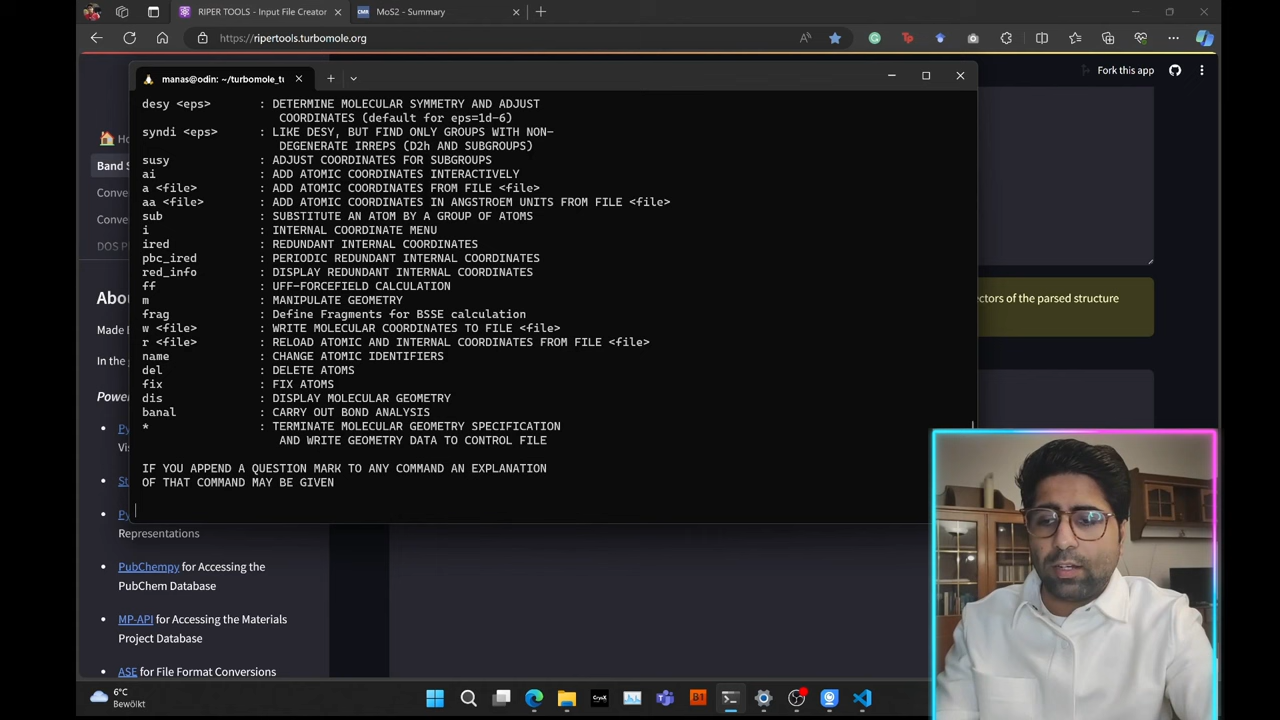 RIPER TOOLS - Input File Creator
MoS2 - Summary
https://ripertools.turbomole.org
manas@odin: ~/turbomole_tu
Fork this app
desy <eps> : DETERMINE MOLECULAR SYMMETRY AND ADJUST
COORDINATES (default for eps=1d-6)
syndi <eps> : LIKE DESY, BUT FIND ONLY GROUPS WITH NON-
DEGENERATE IRREPS (D2h AND SUBGROUPS)
susy : ADJUST COORDINATES FOR SUBGROUPS
ai : ADD ATOMIC COORDINATES INTERACTIVELY
a <file> : ADD ATOMIC COORDINATES FROM FILE <file>
aa <file> : ADD ATOMIC COORDINATES IN ANGSTROEM UNITS FROM FILE <file>
sub : SUBSTITUTE AN ATOM BY A GROUP OF ATOMS
i : INTERNAL COORDINATE MENU
ired : REDUNDANT INTERNAL COORDINATES
pbc_ired : PERIODIC REDUNDANT INTERNAL COORDINATES
red_info : DISPLAY REDUNDANT INTERNAL COORDINATES
ff : UFF-FORCEFIELD CALCULATION
m : MANIPULATE GEOMETRY
frag : Define Fragments for BSSE calculation
w <file> : WRITE MOLECULAR COORDINATES TO FILE <file>
r <file> : RELOAD ATOMIC AND INTERNAL COORDINATES FROM FILE <file>
name : CHANGE ATOMIC IDENTIFIERS
del : DELETE ATOMS
fix : FIX ATOMS
dis : DISPLAY MOLECULAR GEOMETRY
banal : CARRY OUT BOND ANALYSIS
* : TERMINATE MOLECULAR GEOMETRY SPECIFICATION
AND WRITE GEOMETRY DATA TO CONTROL FILE
IF YOU APPEND A QUESTION MARK TO ANY COMMAND AN EXPLANATION
OF THAT COMMAND MAY BE GIVEN
Ho
Band S
Conve
Conve
DOS P
Abou
Made B
In the g
Powe
Py
Vis
St
Py
Representations
PubChempy for Accessing the
PubChem Database
MP-API for Accessing the Materials
Project Database
ASE for File Format Conversions
ectors of the parsed structure
6°C
Bewölkt
CrysX
B1